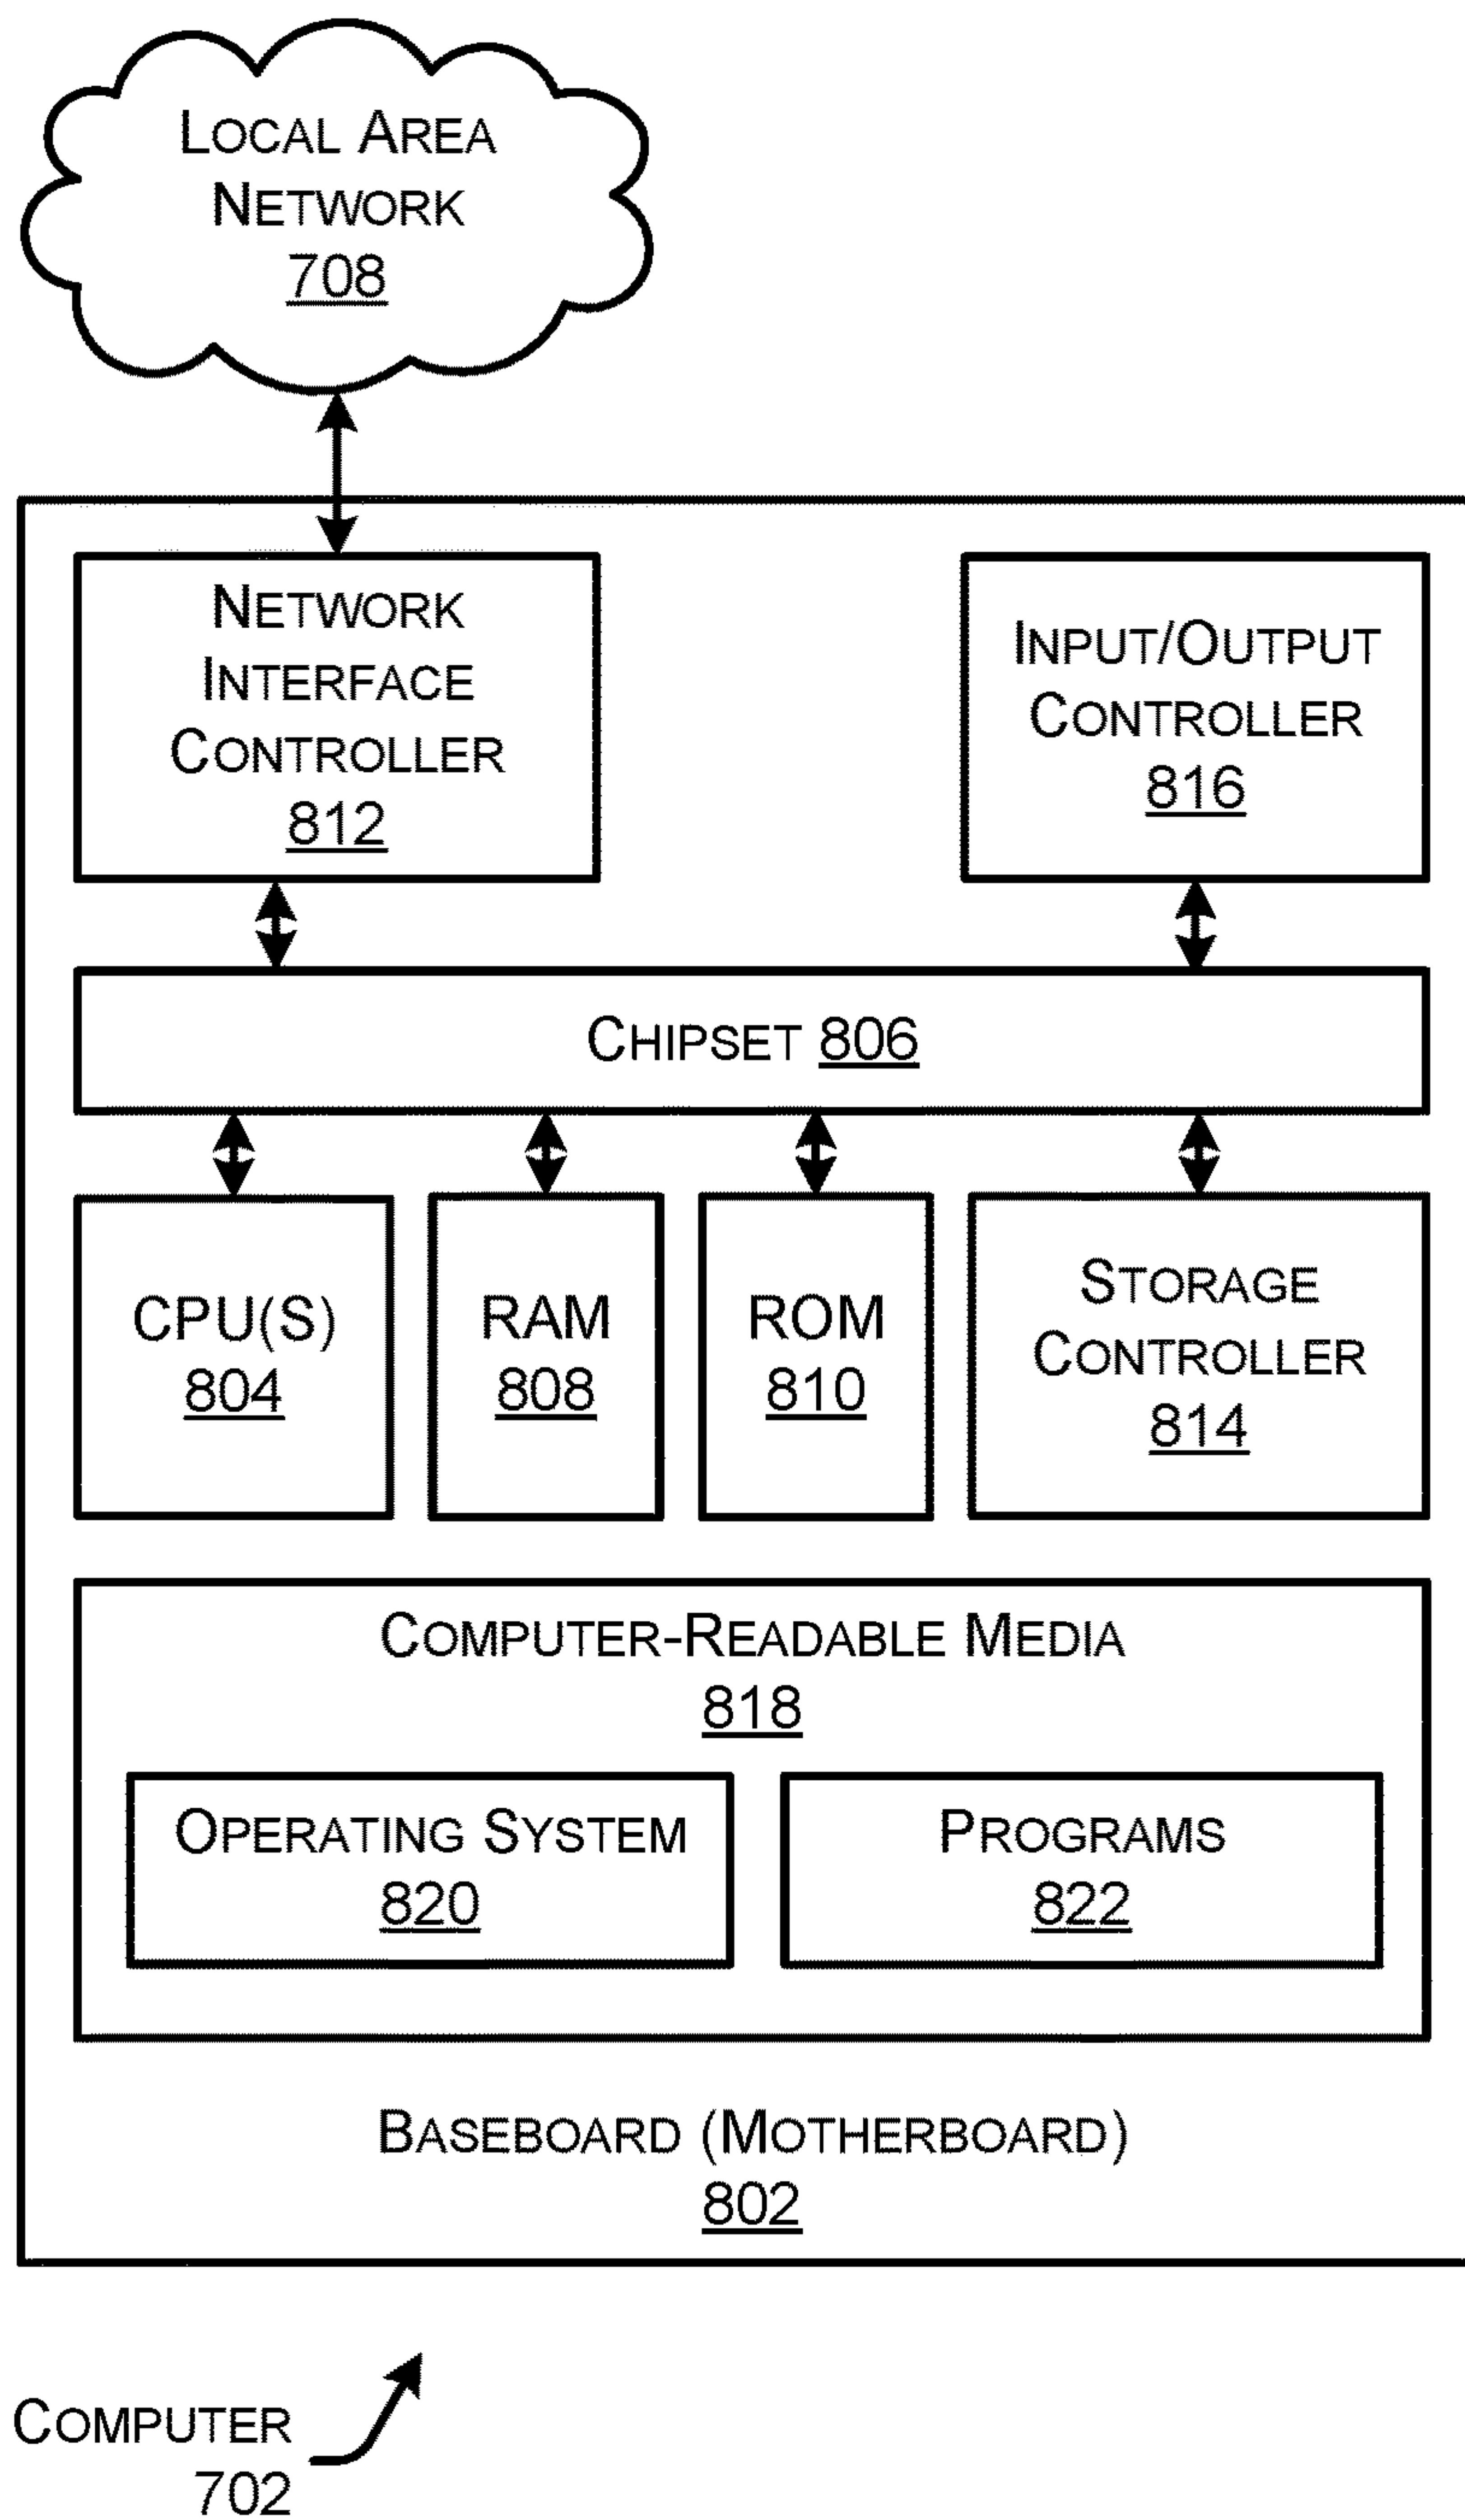 LOCAL AREA
NETWORK
708
NETWORK
INTERFACE
CONTROLLER
812
INPUT/OUTPUT
CONTROLLER
816
CHIPSET 806
CPU(S)
804
RAM
808
ROM
810
STORAGE
CONTROLLER
814
COMPUTER-READABLE MEDIA
818
OPERATING SYSTEM
820
PROGRAMS
822
BASEBOARD (MOTHERBOARD)
802
COMPUTER
702